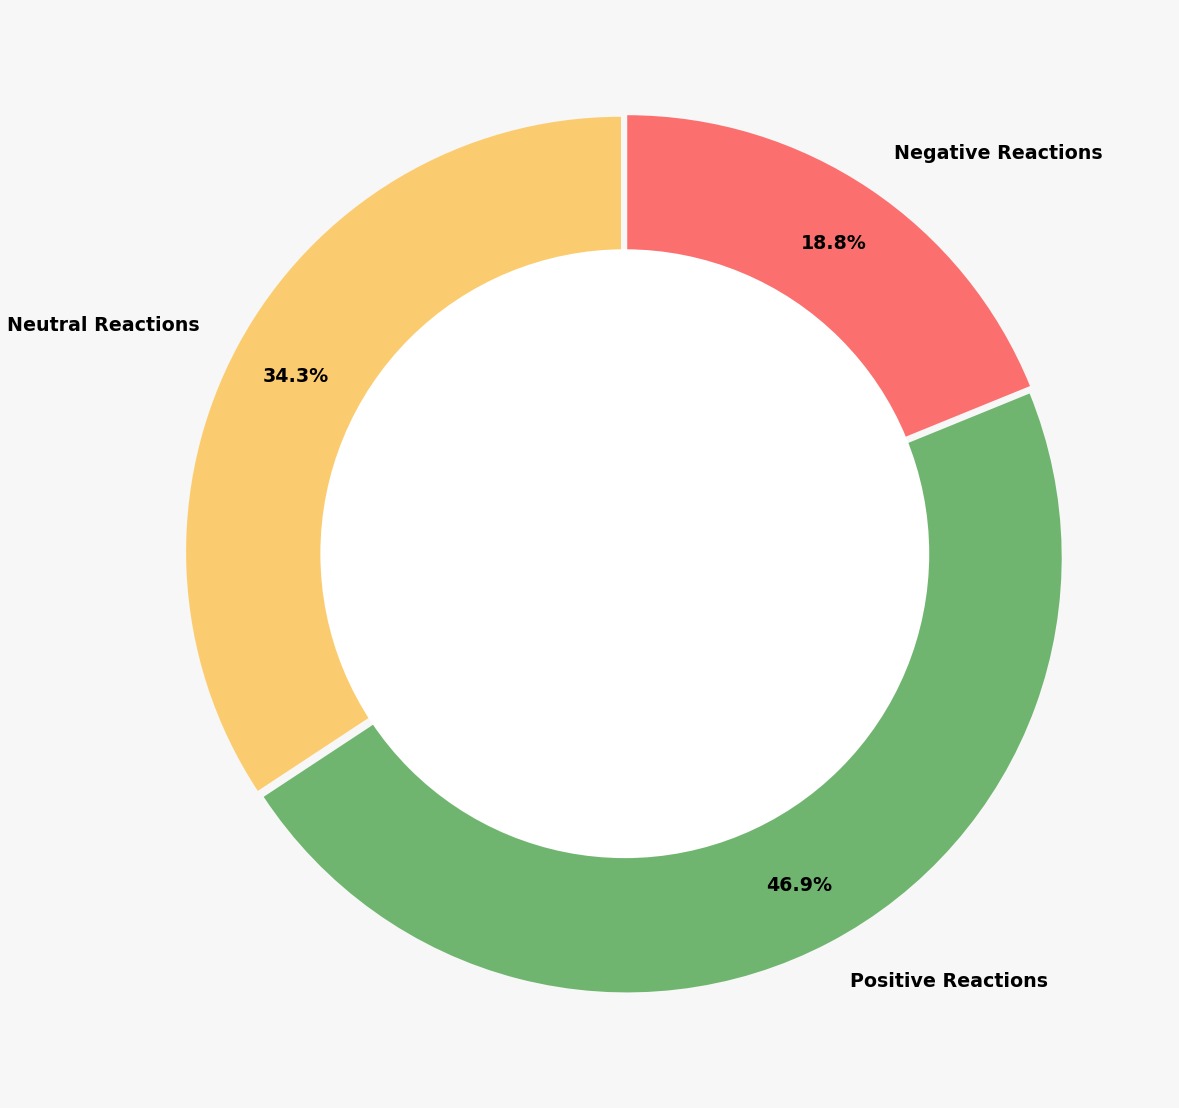 Negative Reactions
18.8%
Neutral Reactions
34.3%
46.9%
Positive Reactions